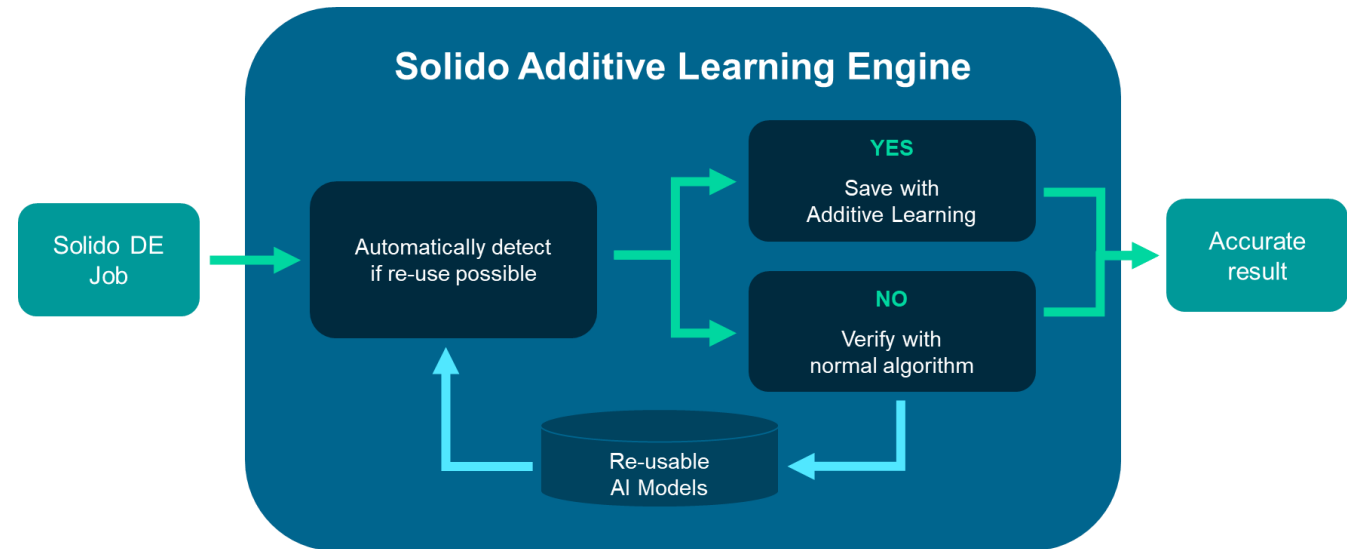 Solido Additive Learning Engine
Solido DE
Job
Automatically detect
if re-use possible
YES
Save with
Additive Learning
NO
Verify with
normal algorithm
Re-usable
AI Models
Accurate
result